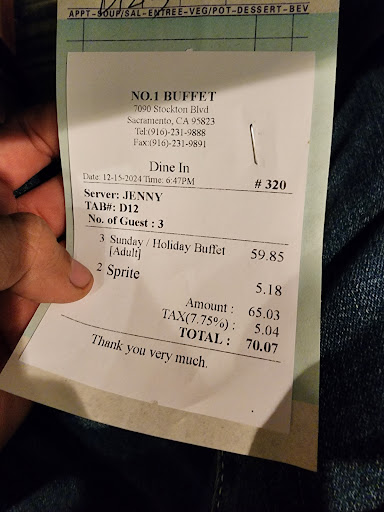 APPT-SOUP/SAL-ENTREE-VEG/POT-DESSERT-BEV
NO.1 BUFFET
7090 Stockton Blvd
Sacramento, CA 95823
Tel:(916)-231-9888
Fax:(916)-231-9891
Dine In
Date: 12-15-2024 Time: 6:47PM # 320
Server: JENNY
TAB#: D12
No. of Guest : 3
3 Sunday / Holiday Buffet 59.85
[Adult]
2 Sprite 5.18
Amount : 65.03
TAX(7.75%) : 5.04
TOTAL : 70.07
Thank you very much.